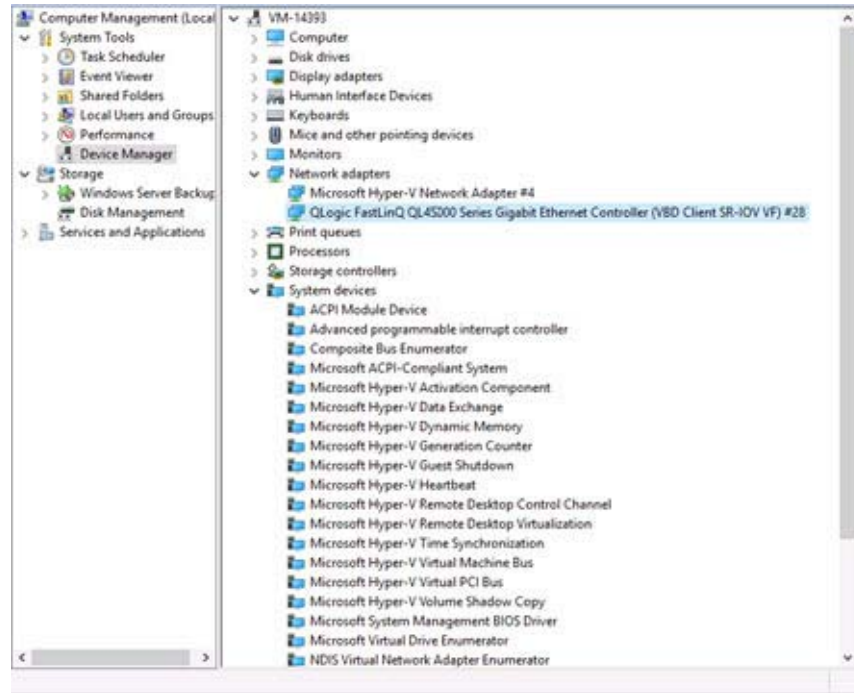 Computer Management (Local
System Tools
Task Scheduler
Event Viewer
Shared Folders
Local Users and Groups
Performance
Device Manager
Storage
Windows Server Backup
Disk Management
Services and Applications
VM-14393
Computer
Disk drives
Display adapters
Human Interface Devices
Keyboards
Mice and other pointing devices
Monitors
Network adapters
Microsoft Hyper-V Network Adapter #4
QLogic FastLinQ QL45000 Series Gigabit Ethernet Controller (VBD Client SR-IOV VF) #28
Print queues
Processors
Storage controllers
System devices
ACPI Module Device
Advanced programmable interrupt controller
Composite Bus Enumerator
Microsoft ACPI-Compliant System
Microsoft Hyper-V Activation Component
Microsoft Hyper-V Data Exchange
Microsoft Hyper-V Dynamic Memory
Microsoft Hyper-V Generation Counter
Microsoft Hyper-V Guest Shutdown
Microsoft Hyper-V Heartbeat
Microsoft Hyper-V Remote Desktop Control Channel
Microsoft Hyper-V Remote Desktop Virtualization
Microsoft Hyper-V Time Synchronization
Microsoft Hyper-V Virtual Machine Bus
Microsoft Hyper-V Virtual PCI Bus
Microsoft Hyper-V Volume Shadow Copy
Microsoft System Management BIOS Driver
Microsoft Virtual Drive Enumerator
NDIS Virtual Network Adapter Enumerator